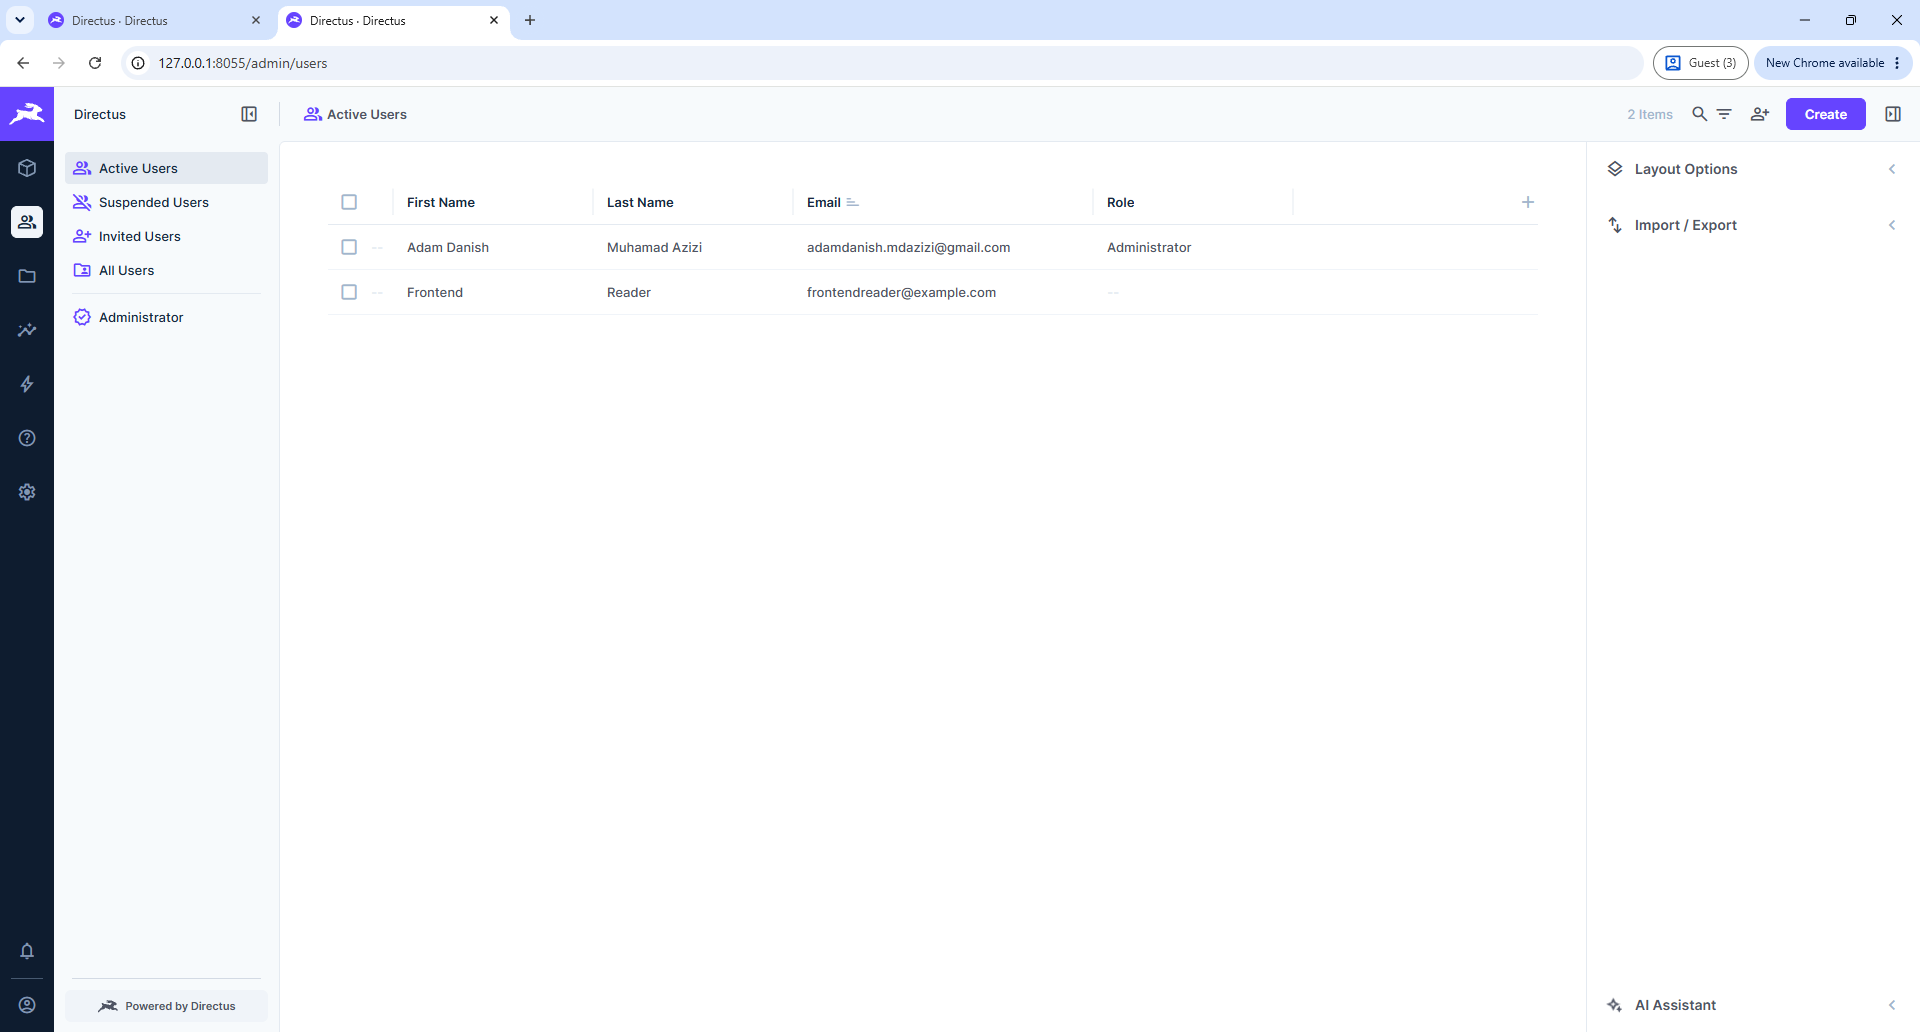 Directus · Directus
Directus · Directus
127.0.0.1:8055/admin/users
Guest (3)
New Chrome available
Directus
Active Users
2 Items
Create
Active Users
Suspended Users
Invited Users
All Users
Administrator
First Name Last Name Email Role
-- Adam Danish Muhamad Azizi adamdanish.mdazizi@gmail.com Administrator
-- Frontend Reader frontendreader@example.com --
Layout Options
Import / Export
Powered by Directus
AI Assistant